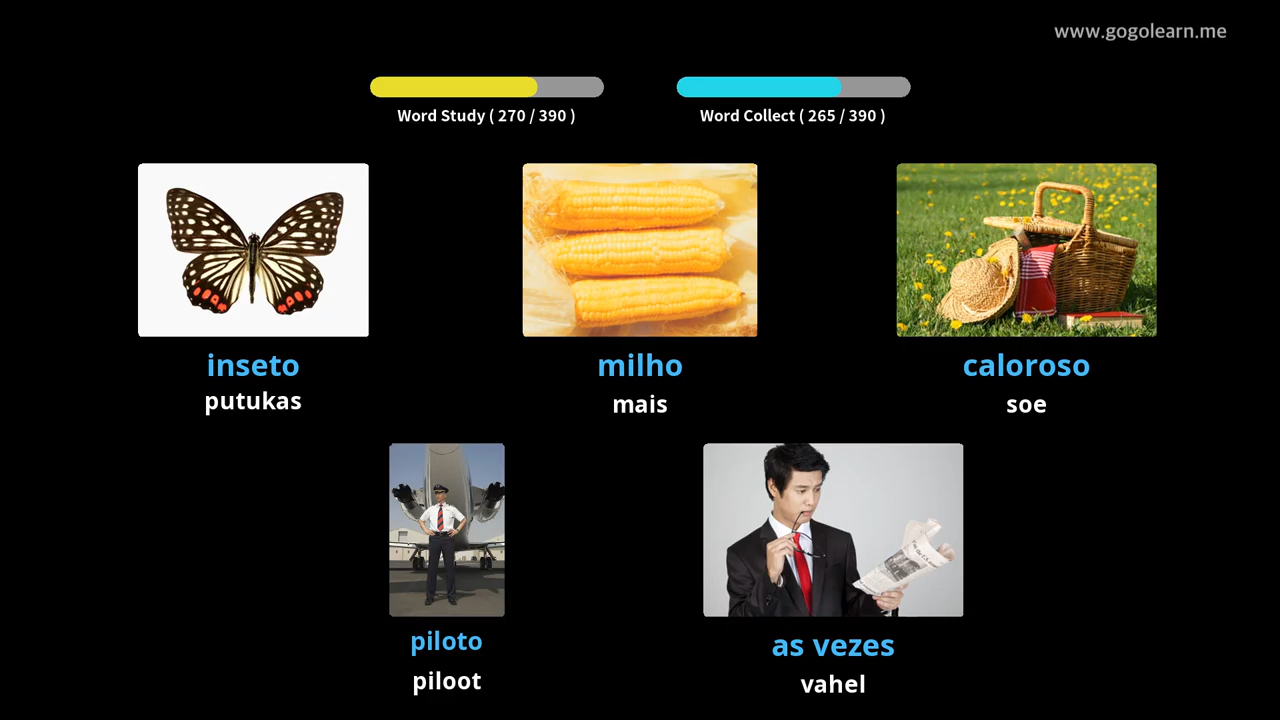 www.gogolearn.me
Word Study ( 270 / 390 )
Word Collect ( 265 / 390 )
inseto
putukas
milho
mais
caloroso
soe
piloto
piloot
as vezes
vahel